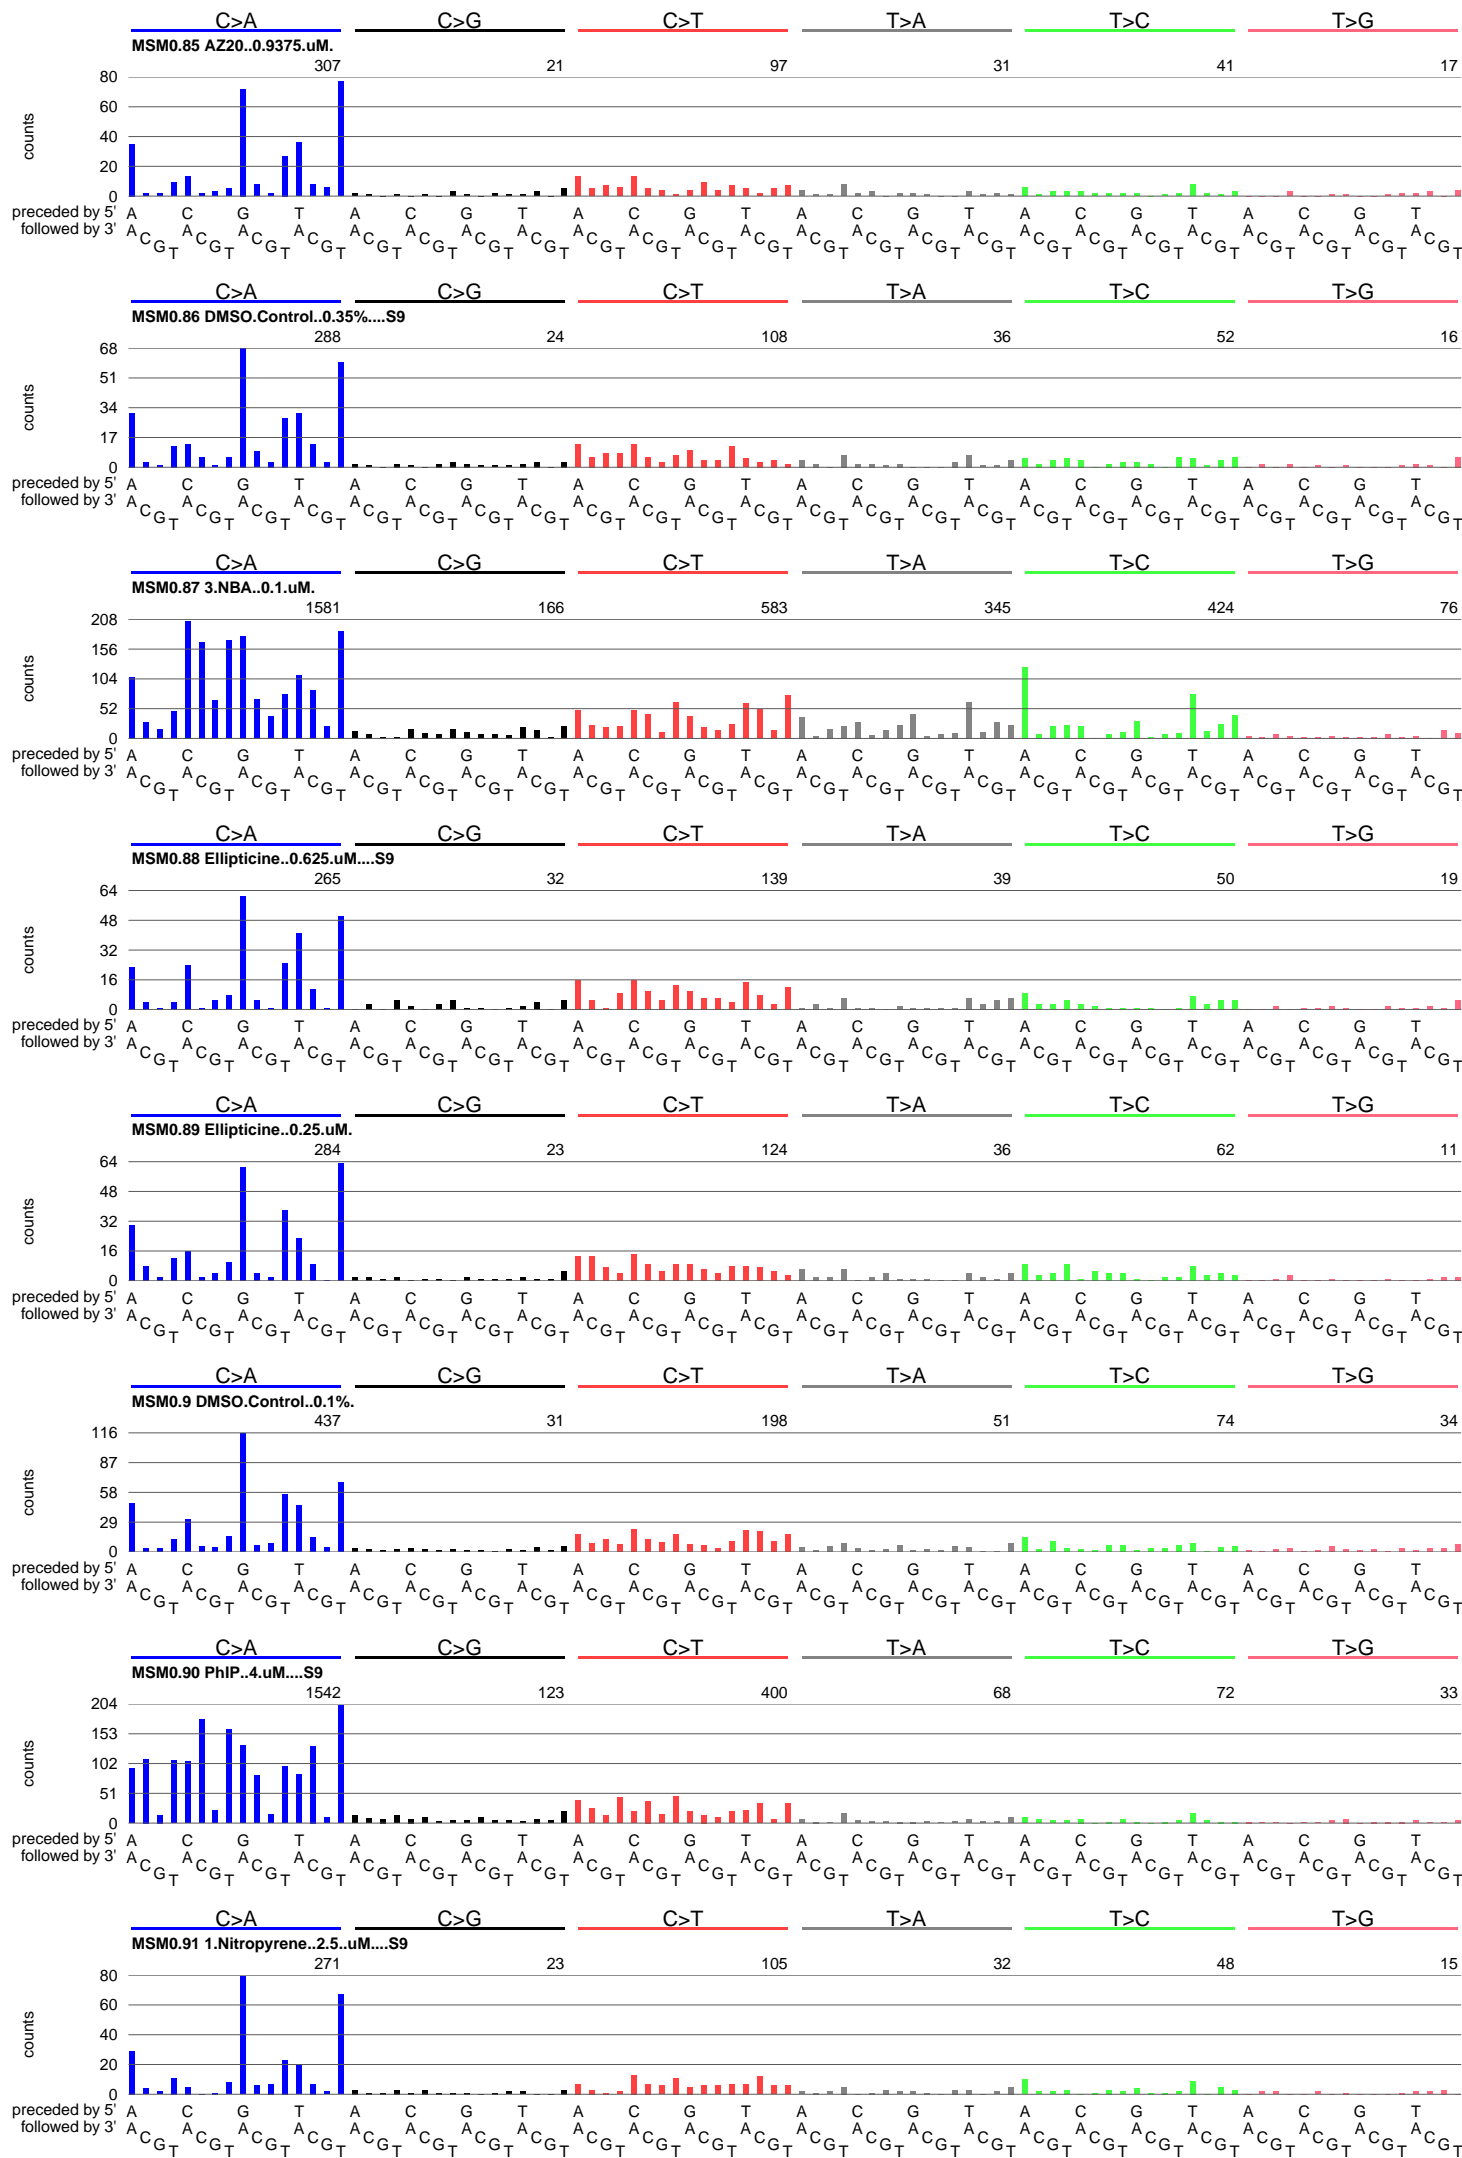 C>A C>G C>T T>A T>C T>G
MSM0.85 AZ20..0.9375.uM.
307 21 97 31 41 17
80
60
40
20
0
counts
preceded by 5' A C G T A C G T A C G T A C G T A C G T A C G T
followed by 3' A C G T A C G T A C G T A C G T A C G T A C G T A C G T A C G T A C G T A C G T A C G T A C G T A C G T A C G T A C G T A C G T A C G T A C G T A C G T A C G T A C G T A C G T A C G T A C G T
C>A C>G C>T T>A T>C T>G
MSM0.86 DMSO.Control..0.35%....S9
288 24 108 36 52 16
68
51
34
17
0
counts
preceded by 5' A C G T A C G T A C G T A C G T A C G T A C G T
followed by 3' A C G T A C G T A C G T A C G T A C G T A C G T A C G T A C G T A C G T A C G T A C G T A C G T A C G T A C G T A C G T A C G T A C G T A C G T A C G T A C G T A C G T A C G T A C G T A C G T
C>A C>G C>T T>A T>C T>G
MSM0.87 3.NBA..0.1.uM.
1581 166 583 345 424 76
208
156
104
52
0
counts
preceded by 5' A C G T A C G T A C G T A C G T A C G T A C G T
followed by 3' A C G T A C G T A C G T A C G T A C G T A C G T A C G T A C G T A C G T A C G T A C G T A C G T A C G T A C G T A C G T A C G T A C G T A C G T A C G T A C G T A C G T A C G T A C G T A C G T
C>A C>G C>T T>A T>C T>G
MSM0.88 Ellipticine..0.625.uM....S9
265 32 139 39 50 19
64
48
32
16
0
counts
preceded by 5' A C G T A C G T A C G T A C G T A C G T A C G T
followed by 3' A C G T A C G T A C G T A C G T A C G T A C G T A C G T A C G T A C G T A C G T A C G T A C G T A C G T A C G T A C G T A C G T A C G T A C G T A C G T A C G T A C G T A C G T A C G T A C G T
C>A C>G C>T T>A T>C T>G
MSM0.89 Ellipticine..0.25.uM.
284 23 124 36 62 11
64
48
32
16
0
counts
preceded by 5' A C G T A C G T A C G T A C G T A C G T A C G T
followed by 3' A C G T A C G T A C G T A C G T A C G T A C G T A C G T A C G T A C G T A C G T A C G T A C G T A C G T A C G T A C G T A C G T A C G T A C G T A C G T A C G T A C G T A C G T A C G T A C G T
C>A C>G C>T T>A T>C T>G
MSM0.9 DMSO.Control..0.1%.
437 31 198 51 74 34
116
87
58
29
0
counts
preceded by 5' A C G T A C G T A C G T A C G T A C G T A C G T
followed by 3' A C G T A C G T A C G T A C G T A C G T A C G T A C G T A C G T A C G T A C G T A C G T A C G T A C G T A C G T A C G T A C G T A C G T A C G T A C G T A C G T A C G T A C G T A C G T A C G T
C>A C>G C>T T>A T>C T>G
MSM0.90 PhIP..4.uM....S9
1542 123 400 68 72 33
204
153
102
51
0
counts
preceded by 5' A C G T A C G T A C G T A C G T A C G T A C G T
followed by 3' A C G T A C G T A C G T A C G T A C G T A C G T A C G T A C G T A C G T A C G T A C G T A C G T A C G T A C G T A C G T A C G T A C G T A C G T A C G T A C G T A C G T A C G T A C G T A C G T
C>A C>G C>T T>A T>C T>G
MSM0.91 1.Nitropyrene..2.5..uM....S9
271 23 105 32 48 15
80
60
40
20
0
counts
preceded by 5' A C G T A C G T A C G T A C G T A C G T A C G T
followed by 3' A C G T A C G T A C G T A C G T A C G T A C G T A C G T A C G T A C G T A C G T A C G T A C G T A C G T A C G T A C G T A C G T A C G T A C G T A C G T A C G T A C G T A C G T A C G T A C G T